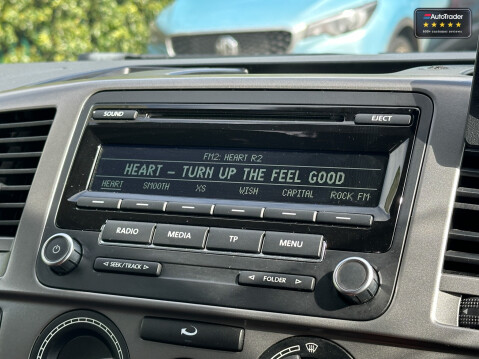 AutoTrader
SOUND
EJECT
FM2: HEART R2
HEART - TURN UP THE FEEL GOOD
HEART SMOOTH XS WISH CAPITAL ROCK FM
RADIO MEDIA TP MENU
◁ SEEK/TRACK ▷
◁ FOLDER ▷